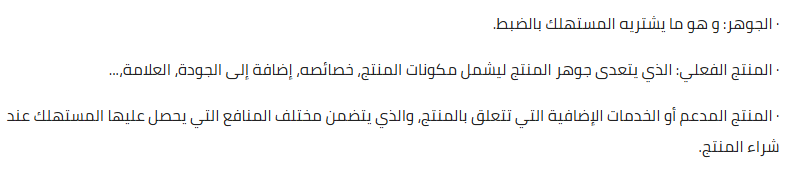 · الجوهر: و هو ما يشتريه المستهلك بالضبط.
· المنتج الفعلي: الذي يتعدى جوهر المنتج ليشمل مكونات المنتج، خصائصه، إضافة إلى الجودة، العلامة،...
· المنتج المدعم أو الخدمات الإضافية التي تتعلق بالمنتج، والذي يتضمن مختلف المنافع التي يحصل عليها المستهلك عند
شراء المنتج.